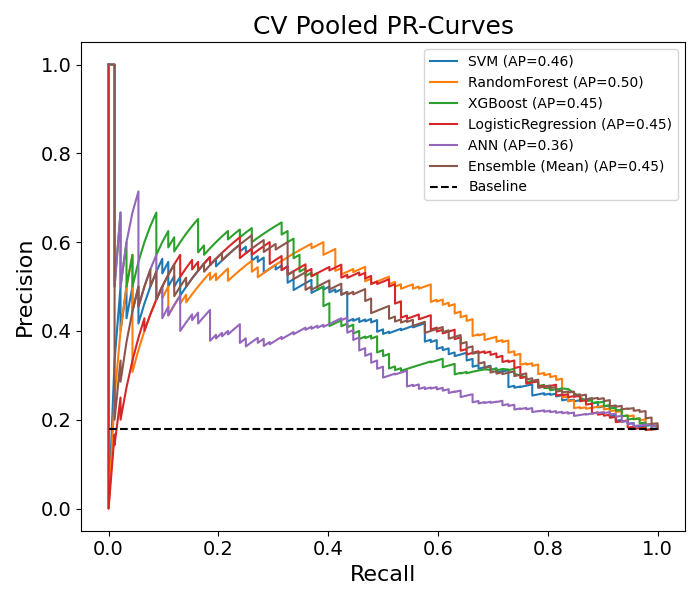 CV Pooled PR-Curves
SVM (AP=0.46)
RandomForest (AP=0.50)
XGBoost (AP=0.45)
LogisticRegression (AP=0.45)
ANN (AP=0.36)
Ensemble (Mean) (AP=0.45)
Baseline
Precision
1.0
0.8
0.6
0.4
0.2
0.0
0.0 0.2 0.4 0.6 0.8 1.0
Recall